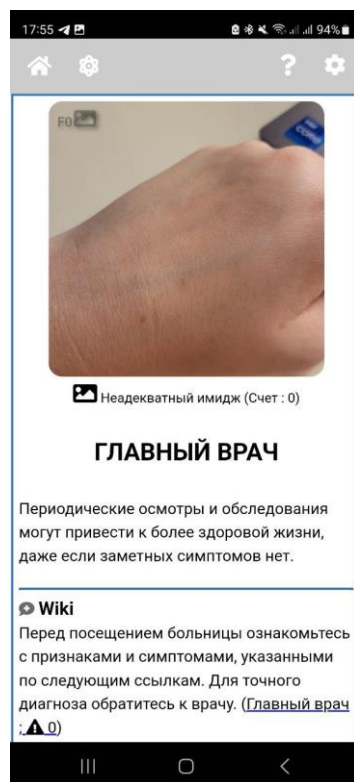 17:55
94%
?
F0
CORE
Неадекватный имидж (Счет : 0)
ГЛАВНЫЙ ВРАЧ
Периодические осмотры и обследования
могут привести к более здоровой жизни,
даже если заметных симптомов нет.
Wiki
Перед посещением больницы ознакомьтесь
с признаками и симптомами, указанными
по следующим ссылкам. Для точного
диагноза обратитесь к врачу. (Главный врач
; 0)